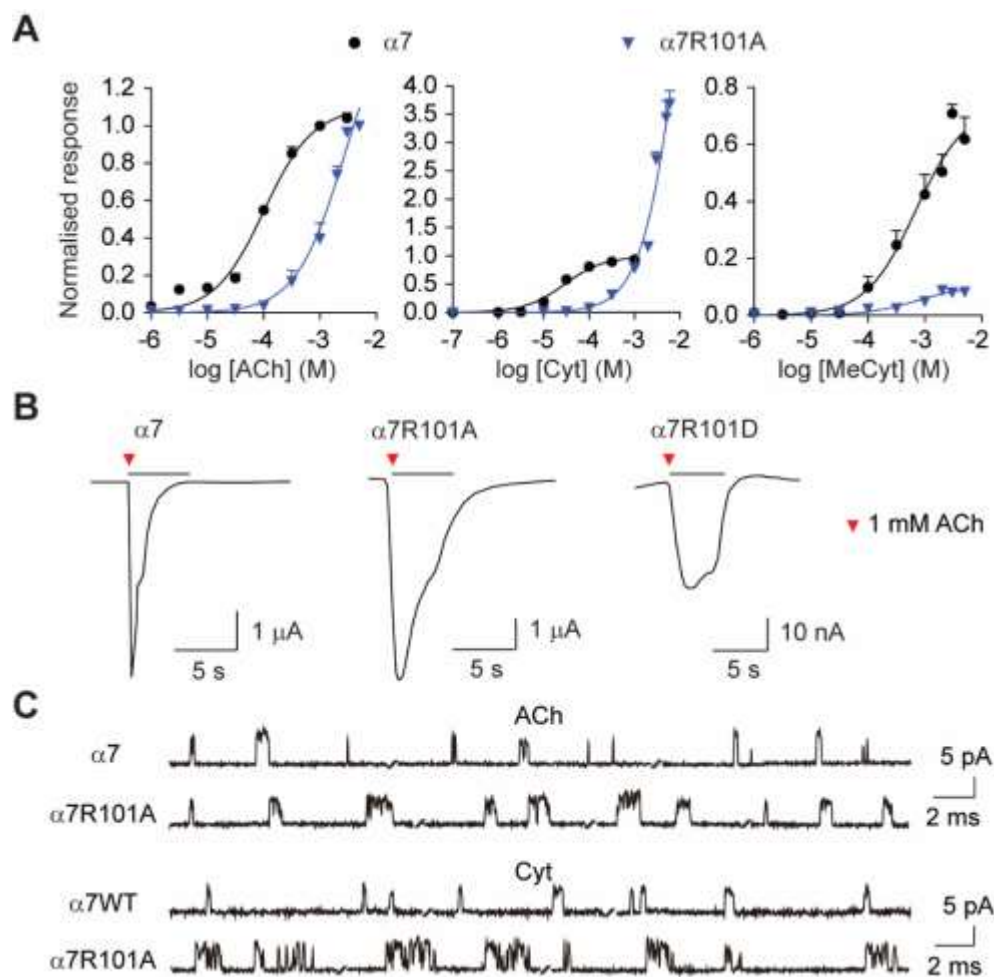 A
α7 α7R101A
Normalised response
1.2
1.0
0.8
0.6
0.4
0.2
0.0
-6 -5 -4 -3 -2
log [ACh] (M)
4.0
3.5
3.0
2.5
2.0
1.5
1.0
0.5
0.0
-7 -6 -5 -4 -3 -2 -1
log [Cyt] (M)
0.8
0.6
0.4
0.2
0.0
-6 -5 -4 -3 -2
log [MeCyt] (M)
B
α7 α7R101A α7R101D
1 mM ACh
1 µA
5 s
1 µA
5 s
10 nA
5 s
C
ACh
α7
5 pA
α7R101A
2 ms
Cyt
α7WT
5 pA
α7R101A
2 ms